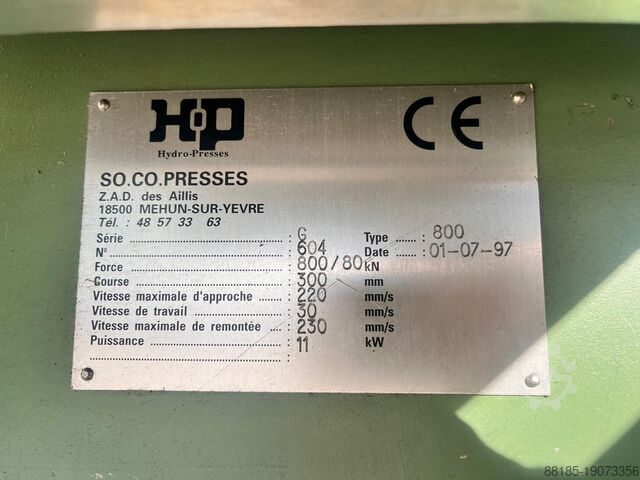 HOP CE
Hydro-Presses
SO.CO.PRESSES
Z.A.D. des Aillis
18500 MEHUN-SUR-YEVRE
Tél. : 48 57 33 63
Série : G Type ...... : 800
N° : 604 Date ...... : 01-07-97
Force : 800/80 kN
Course : 300 mm
Vitesse maximale d'approche : 220 mm/s
Vitesse de travail : 30 mm/s
Vitesse maximale de remontée : 230 mm/s
Puissance : 11 kW
88185-19073356